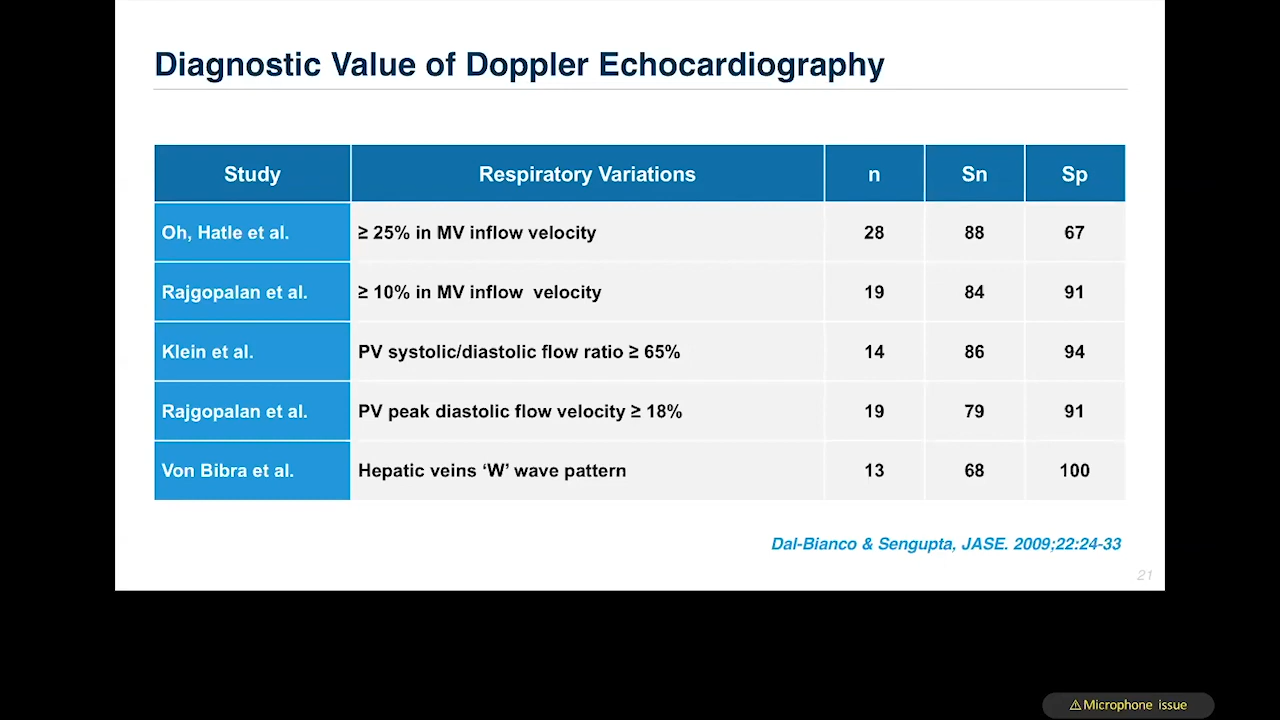 Diagnostic Value of Doppler Echocardiography
Study Respiratory Variations n Sn Sp
Oh, Hatle et al. ≥ 25% in MV inflow velocity 28 88 67
Rajgopalan et al. ≥ 10% in MV inflow velocity 19 84 91
Klein et al. PV systolic/diastolic flow ratio ≥ 65% 14 86 94
Rajgopalan et al. PV peak diastolic flow velocity ≥ 18% 19 79 91
Von Bibra et al. Hepatic veins ‘W’ wave pattern 13 68 100
Dal-Bianco & Sengupta, JASE. 2009;22:24-33
21
⚠Microphone issue